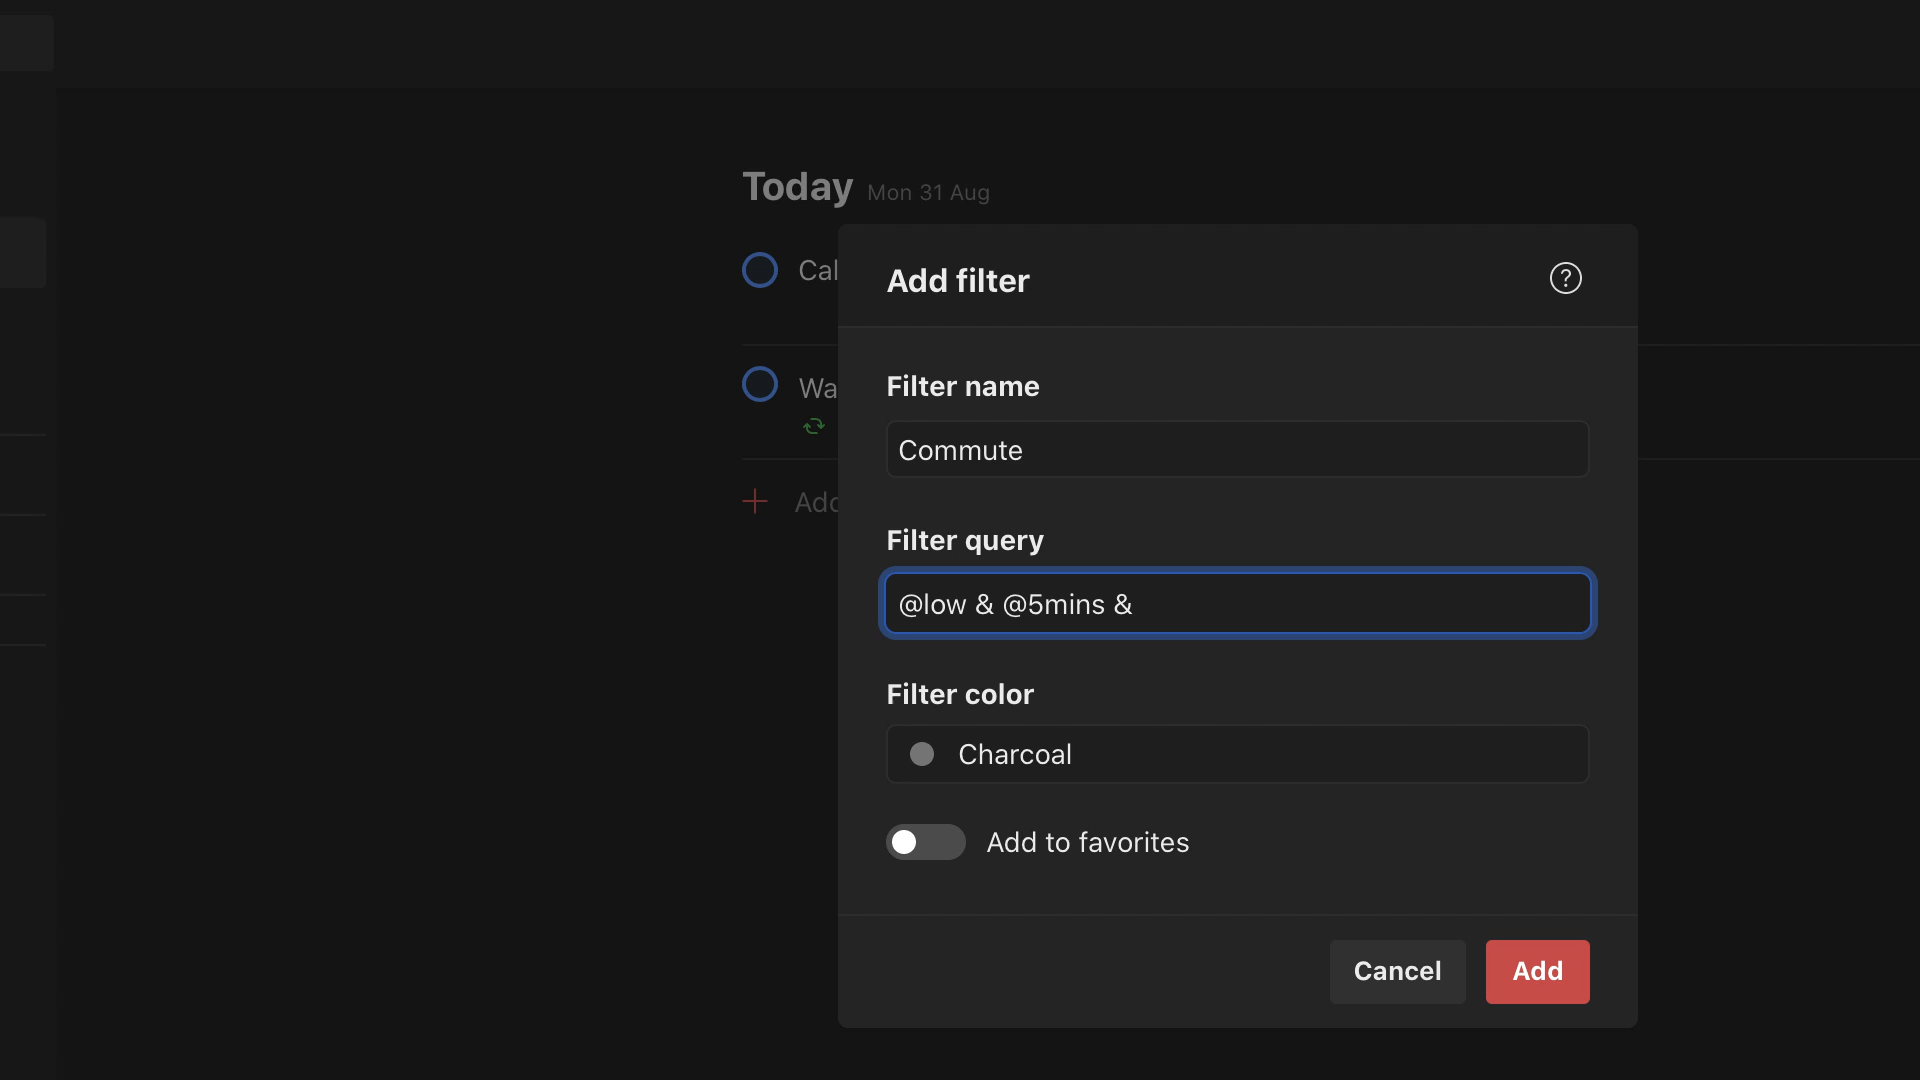 Today Mon 31 Aug
Cal
Add filter
?
Filter name
Wa
Commute
Add
Filter query
@low & @5mins &
Filter color
Charcoal
Add to favorites
Cancel Add